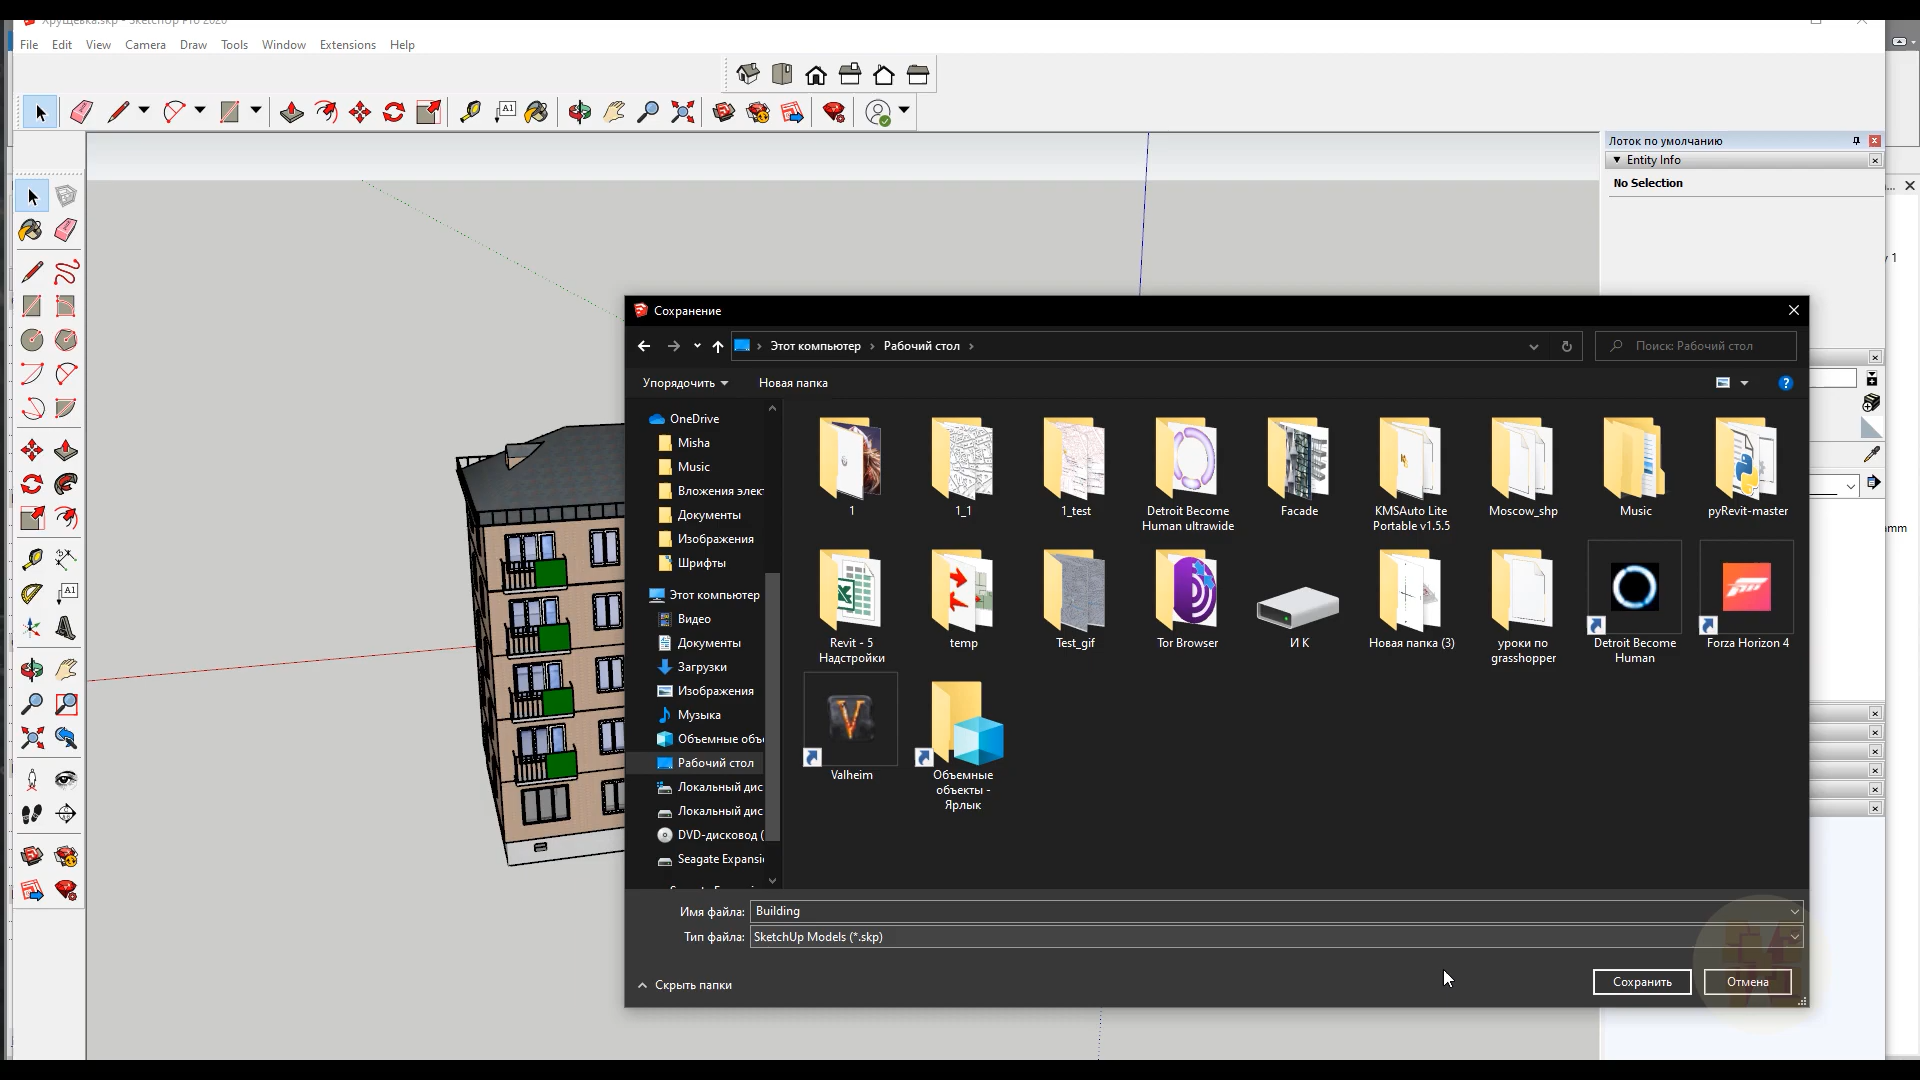 Хрущевка.skp - SketchUp Pro 2020
File Edit View Camera Draw Tools Window Extensions Help
A1
Лоток по умолчанию
Entity Info
No Selection
Сохранение
Этот компьютер
Рабочий стол
Поиск: Рабочий стол
Упорядочить
Новая папка
OneDrive
Misha
Music
Вложения элек
Документы
Изображения
Шрифты
Этот компьютер
Видео
Документы
Загрузки
Изображения
Музыка
Объемные объ
Рабочий стол
Локальный дис
Локальный дис
DVD-дисковод (
Seagate Expansi
1
1_1
1_test
Detroit Become
Human ultrawide
Facade
KMSAuto Lite
Portable v1.5.5
Moscow_shp
Music
pyRevit-master
Revit - 5
Надстройки
temp
Test_gif
Tor Browser
И К
Новая папка (3)
уроки по
grasshopper
Detroit Become
Human
Forza Horizon 4
Valheim
Объемные
объекты -
Ярлык
A1
mm
Имя файла: Building
Тип файла: SketchUp Models (*.skp)
Скрыть папки
Сохранить
Отмена